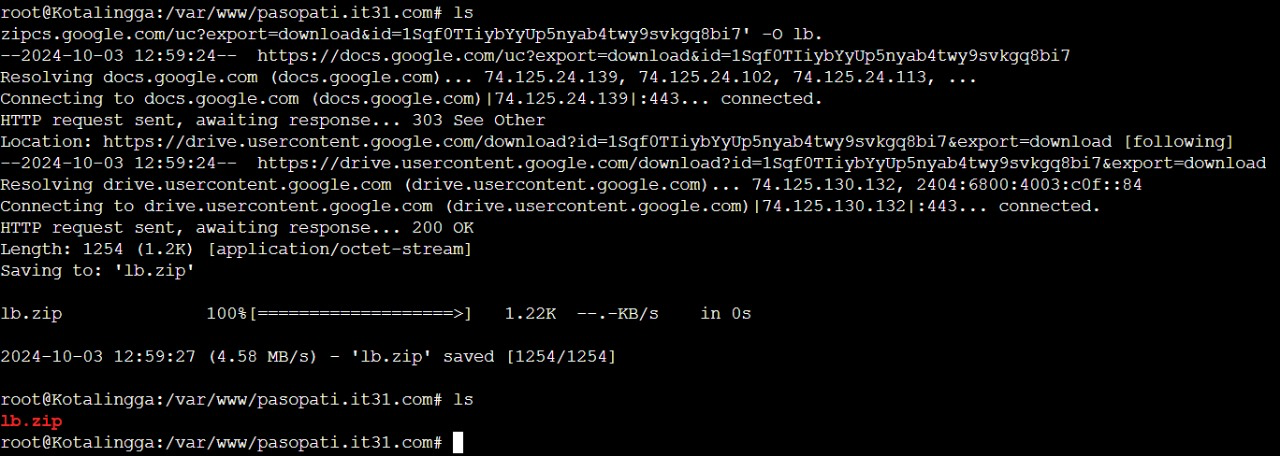 root@Kotalingga:/var/www/pasopati.it31.com# ls
zipcs.google.com/uc?export=download&id=1Sqf0TIiybYyUp5nyab4twy9svkgq8bi7' -O lb.
--2024-10-03 12:59:24--  https://docs.google.com/uc?export=download&id=1Sqf0TIiybYyUp5nyab4twy9svkgq8bi7
Resolving docs.google.com (docs.google.com)... 74.125.24.139, 74.125.24.102, 74.125.24.113, ...
Connecting to docs.google.com (docs.google.com)|74.125.24.139|:443... connected.
HTTP request sent, awaiting response... 303 See Other
Location: https://drive.usercontent.google.com/download?id=1Sqf0TIiybYyUp5nyab4twy9svkgq8bi7&export=download [following]
--2024-10-03 12:59:24--  https://drive.usercontent.google.com/download?id=1Sqf0TIiybYyUp5nyab4twy9svkgq8bi7&export=download
Resolving drive.usercontent.google.com (drive.usercontent.google.com)... 74.125.130.132, 2404:6800:4003:c0f::84
Connecting to drive.usercontent.google.com (drive.usercontent.google.com)|74.125.130.132|:443... connected.
HTTP request sent, awaiting response... 200 OK
Length: 1254 (1.2K) [application/octet-stream]
Saving to: 'lb.zip'
lb.zip              100%[===================>]   1.22K  --.-KB/s    in 0s
2024-10-03 12:59:27 (4.58 MB/s) - 'lb.zip' saved [1254/1254]
root@Kotalingga:/var/www/pasopati.it31.com# ls
lb.zip
root@Kotalingga:/var/www/pasopati.it31.com#